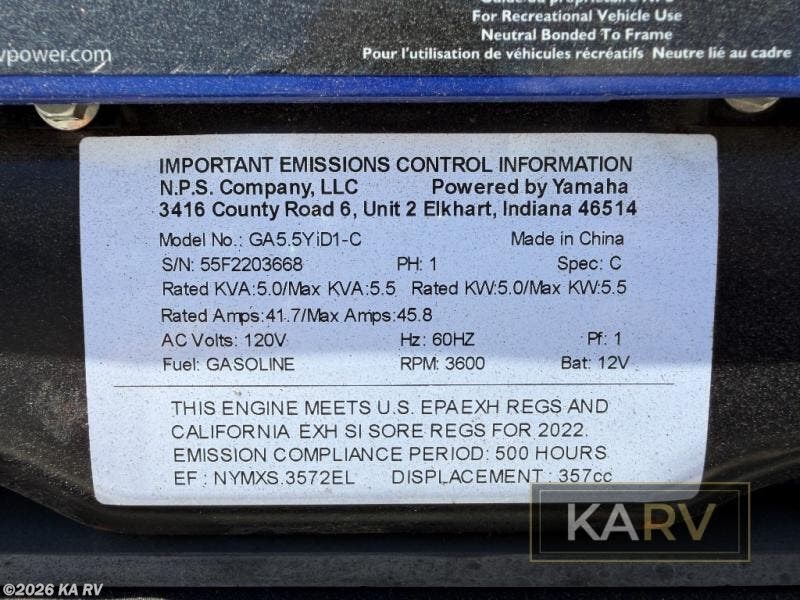 For Recreational Vehicle Use
Neutral Bonded To Frame
vpower.com
Pour l'utilisation de véhicules récréatifs Neutre lié au cadre
IMPORTANT EMISSIONS CONTROL INFORMATION
N.P.S. Company, LLC Powered by Yamaha
3416 County Road 6, Unit 2 Elkhart, Indiana 46514
Model No.: GA5.5YiD1-C Made in China
S/N: 55F2203668 PH: 1 Spec: C
Rated KVA:5.0/Max KVA:5.5 Rated KW:5.0/Max KW:5.5
Rated Amps:41.7/Max Amps:45.8
AC Volts: 120V Hz: 60HZ Pf: 1
Fuel: GASOLINE RPM: 3600 Bat: 12V
THIS ENGINE MEETS U.S. EPAEXH REGS AND
CALIFORNIA EXH SI SORE REGS FOR 2022.
EMISSION COMPLIANCE PERIOD: 500 HOURS
EF : NYMXS.3572EL DISPLACEMENT : 357cc
KARV
©2026 KA RV